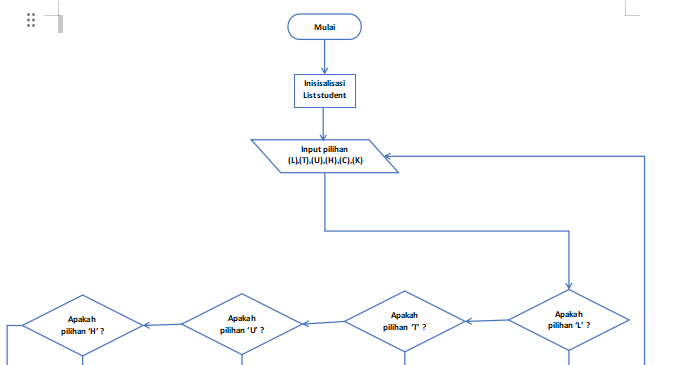 Mulai
Inisisalisasi
List student
Input pilihan
(L),(T),(U),(H),(C),(K)
Apakah
pilihan 'H' ?
Apakah
pilihan 'U' ?
Apakah
pilihan 'T' ?
Apakah
pilihan 'L' ?